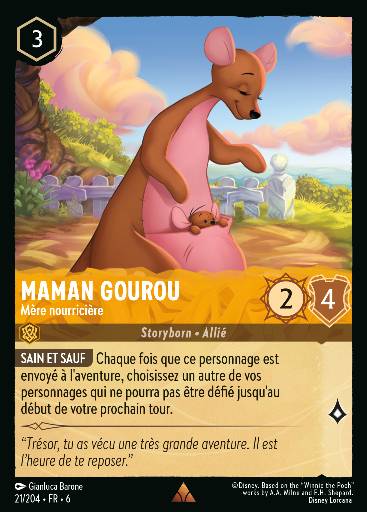 3
MAMAN GOUROU
Mère nourricière
2
4
Storyborn • Allié
SAIN ET SAUF Chaque fois que ce personnage est
envoyé à l'aventure, choisissez un autre de vos
personnages qui ne pourra pas être défié jusqu'au
début de votre prochain tour.
“Trésor, tu as vécu une très grande aventure. Il est
l'heure de te reposer.”
Gianluca Barone
21/204 • FR • 6
©Disney. Based on the “Winnie the Pooh”
works by A.A. Milne and E.H. Shepard.
Disney Lorcana